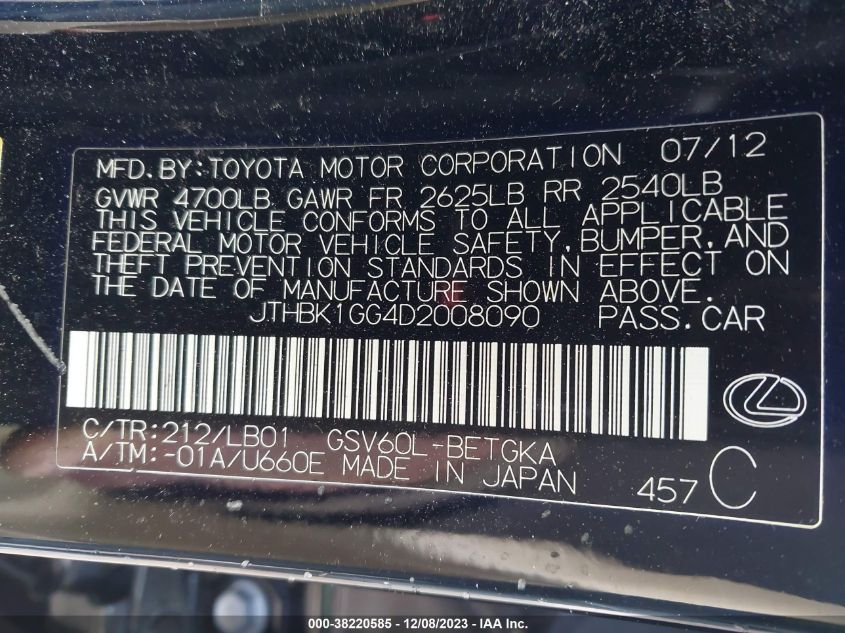 MFD.BY:TOYOTA MOTOR CORPORATION 07/12
GVWR 4700LB GAWR FR 2625LB RR 2540LB
THIS VEHICLE CONFORMS TO ALL APPLICABLE
FEDERAL MOTOR VEHICLE SAFETY,BUMPER,AND
THEFT PREVENTION STANDARDS IN EFFECT ON
THE DATE OF MANUFACTURE SHOWN ABOVE.
JTHBK1GG4D2008090 PASS.CAR
C/TR:212/LB01 GSV60L-BETGKA
A/TM:-01A/U660E MADE IN JAPAN
457 C
000-38220585 - 12/08/2023 - IAA Inc.